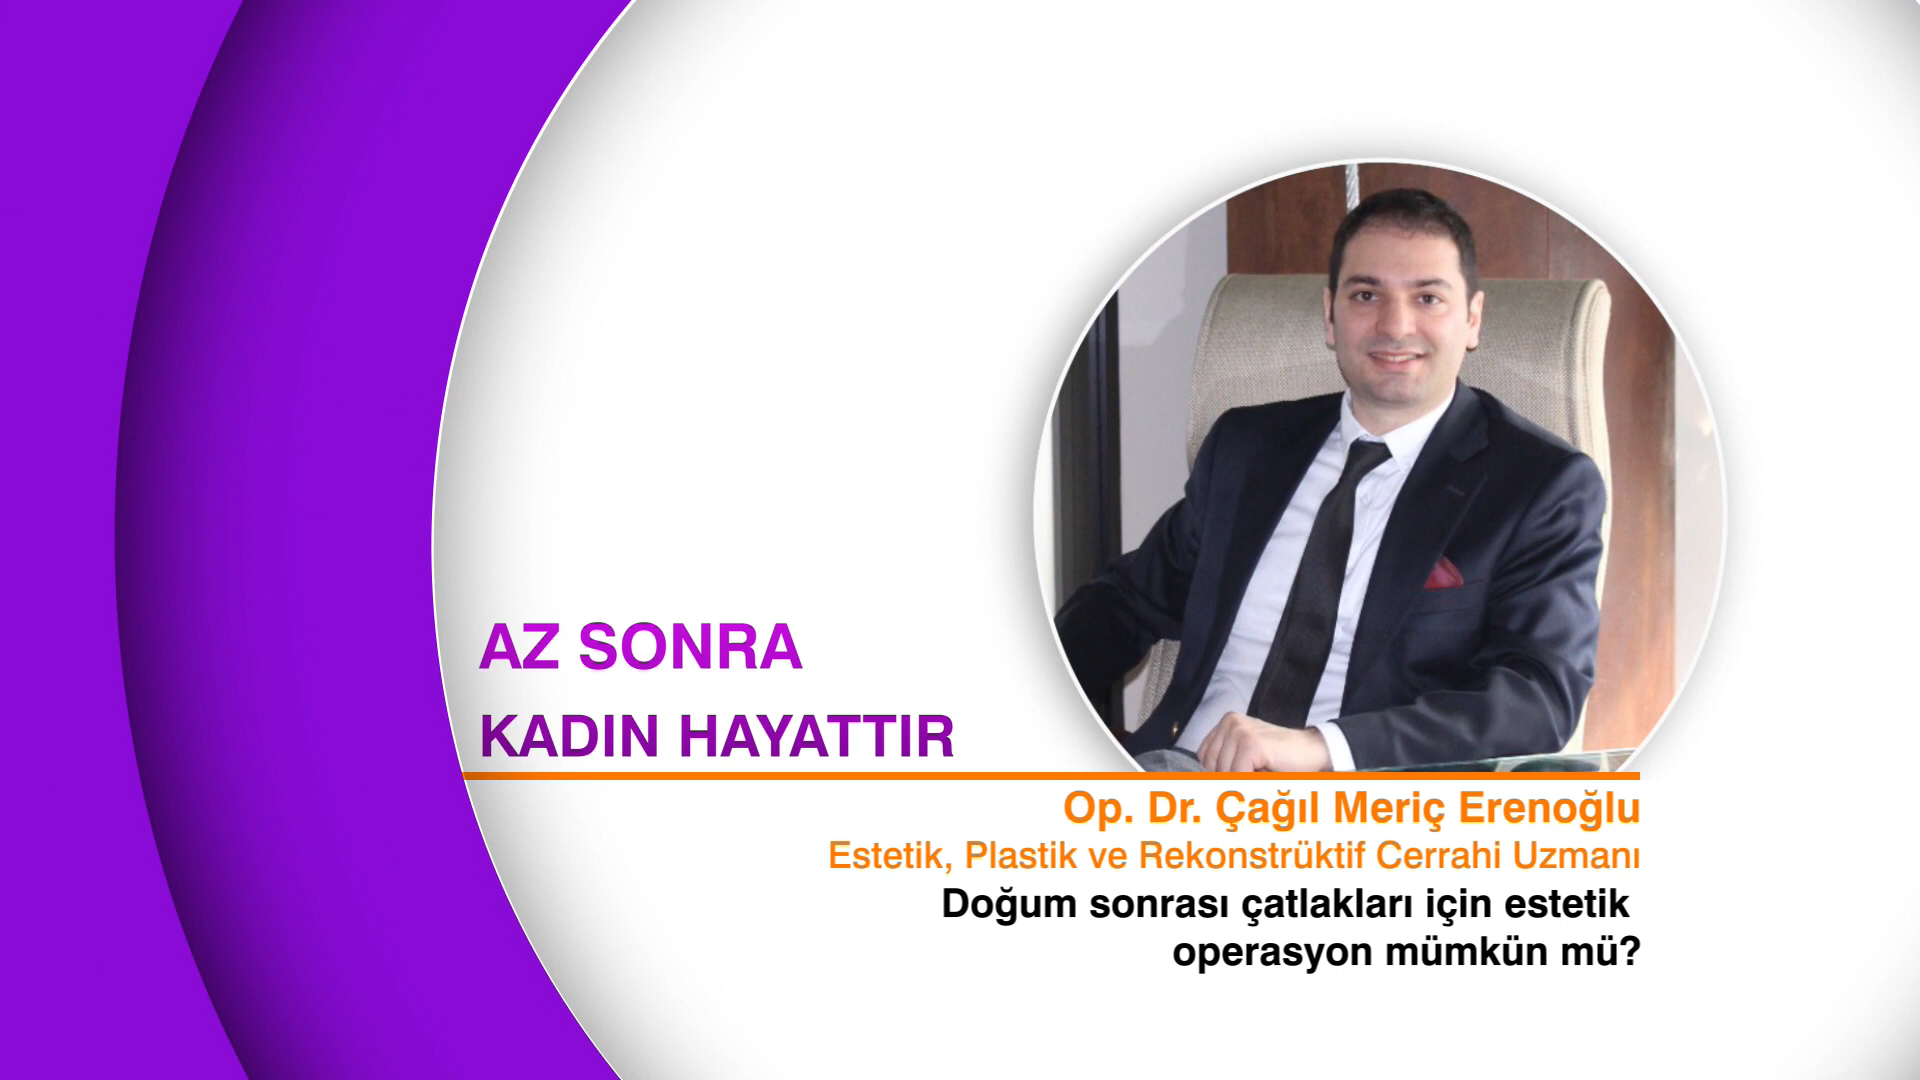 AZ SONRA
KADIN HAYATTIR
Op. Dr. Çağıl Meriç Erenoğlu
Estetik, Plastik ve Rekonstrüktif Cerrahi Uzmanı
Doğum sonrası çatlakları için estetik
operasyon mümkün mü?